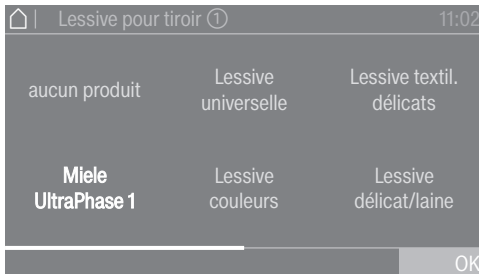 Lessive pour tiroir ① 11:02
aucun produit
Lessive
universelle
Lessive textil.
délicats
Miele
UltraPhase 1
Lessive
couleurs
Lessive
délicat/laine
OK